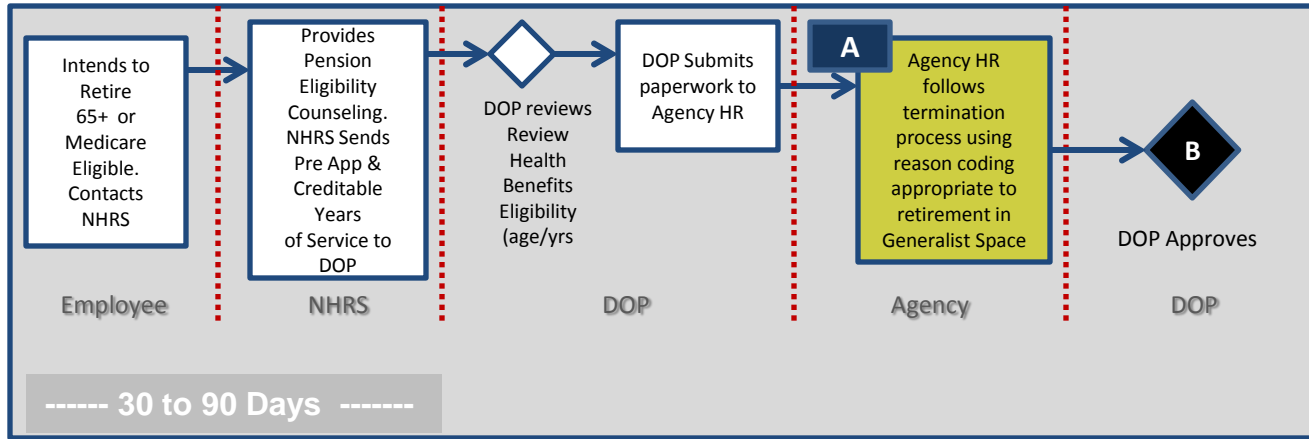 Intends to
Retire
65+ or
Medicare
Eligible.
Contacts
NHRS
Provides
Pension
Eligibility
Counseling.
NHRS Sends
Pre App &
Creditable
Years
of Service to
DOP
DOP reviews
Review
Health
Benefits
Eligibility
(age/yrs
DOP Submits
paperwork to
Agency HR
A
Agency HR
follows
termination
process using
reason coding
appropriate to
retirement in
Generalist Space
B
DOP Approves
Employee
NHRS
DOP
Agency
DOP
------ 30 to 90 Days -------